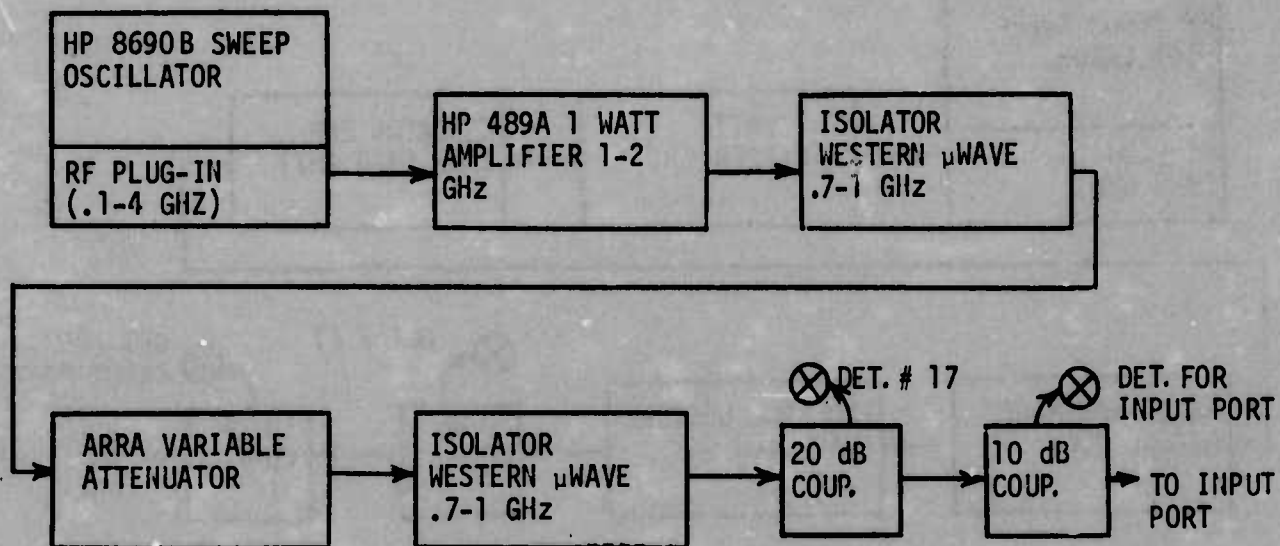 HP 8690B SWEEP
OSCILLATOR
RF PLUG-IN
(.1-4 GHZ)
HP 489A 1 WATT
AMPLIFIER 1-2
GHz
ISOLATOR
WESTERN µWAVE
.7-1 GHz
ARRA VARIABLE
ATTENUATOR
ISOLATOR
WESTERN µWAVE
.7-1 GHz
DET. # 17
20 dB
COUP.
DET. FOR
INPUT PORT
10 dB
COUP.
TO INPUT
PORT